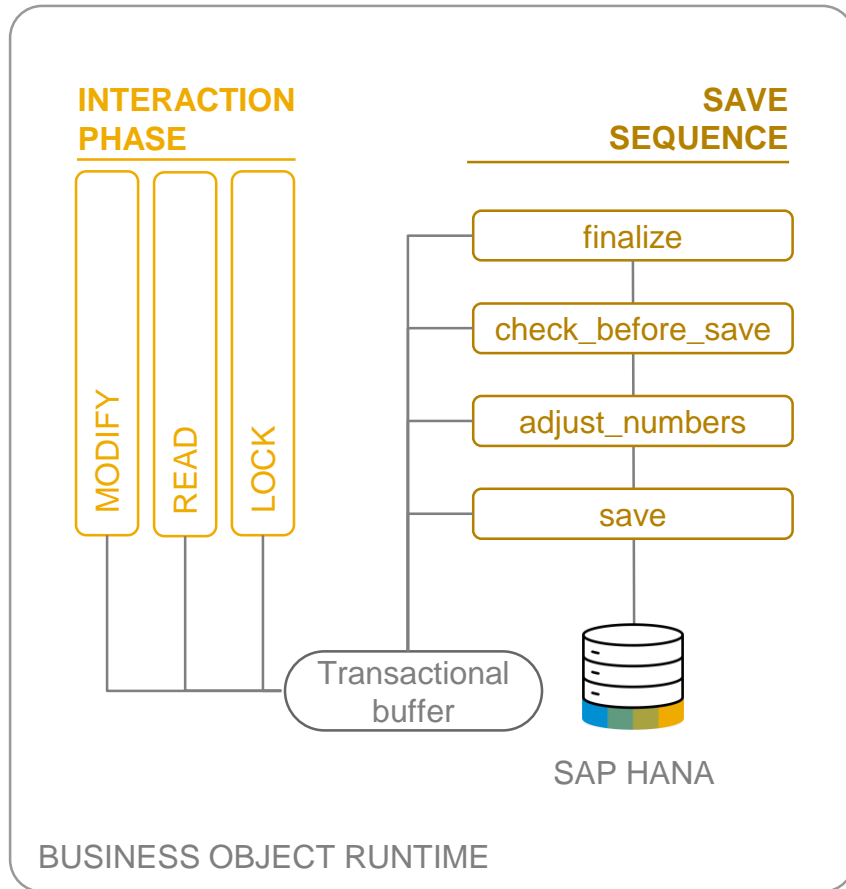 INTERACTION
PHASE
SAVE
SEQUENCE
MODIFY
READ
LOCK
finalize
check_before_save
adjust_numbers
save
Transactional
buffer
SAP HANA
BUSINESS OBJECT RUNTIME